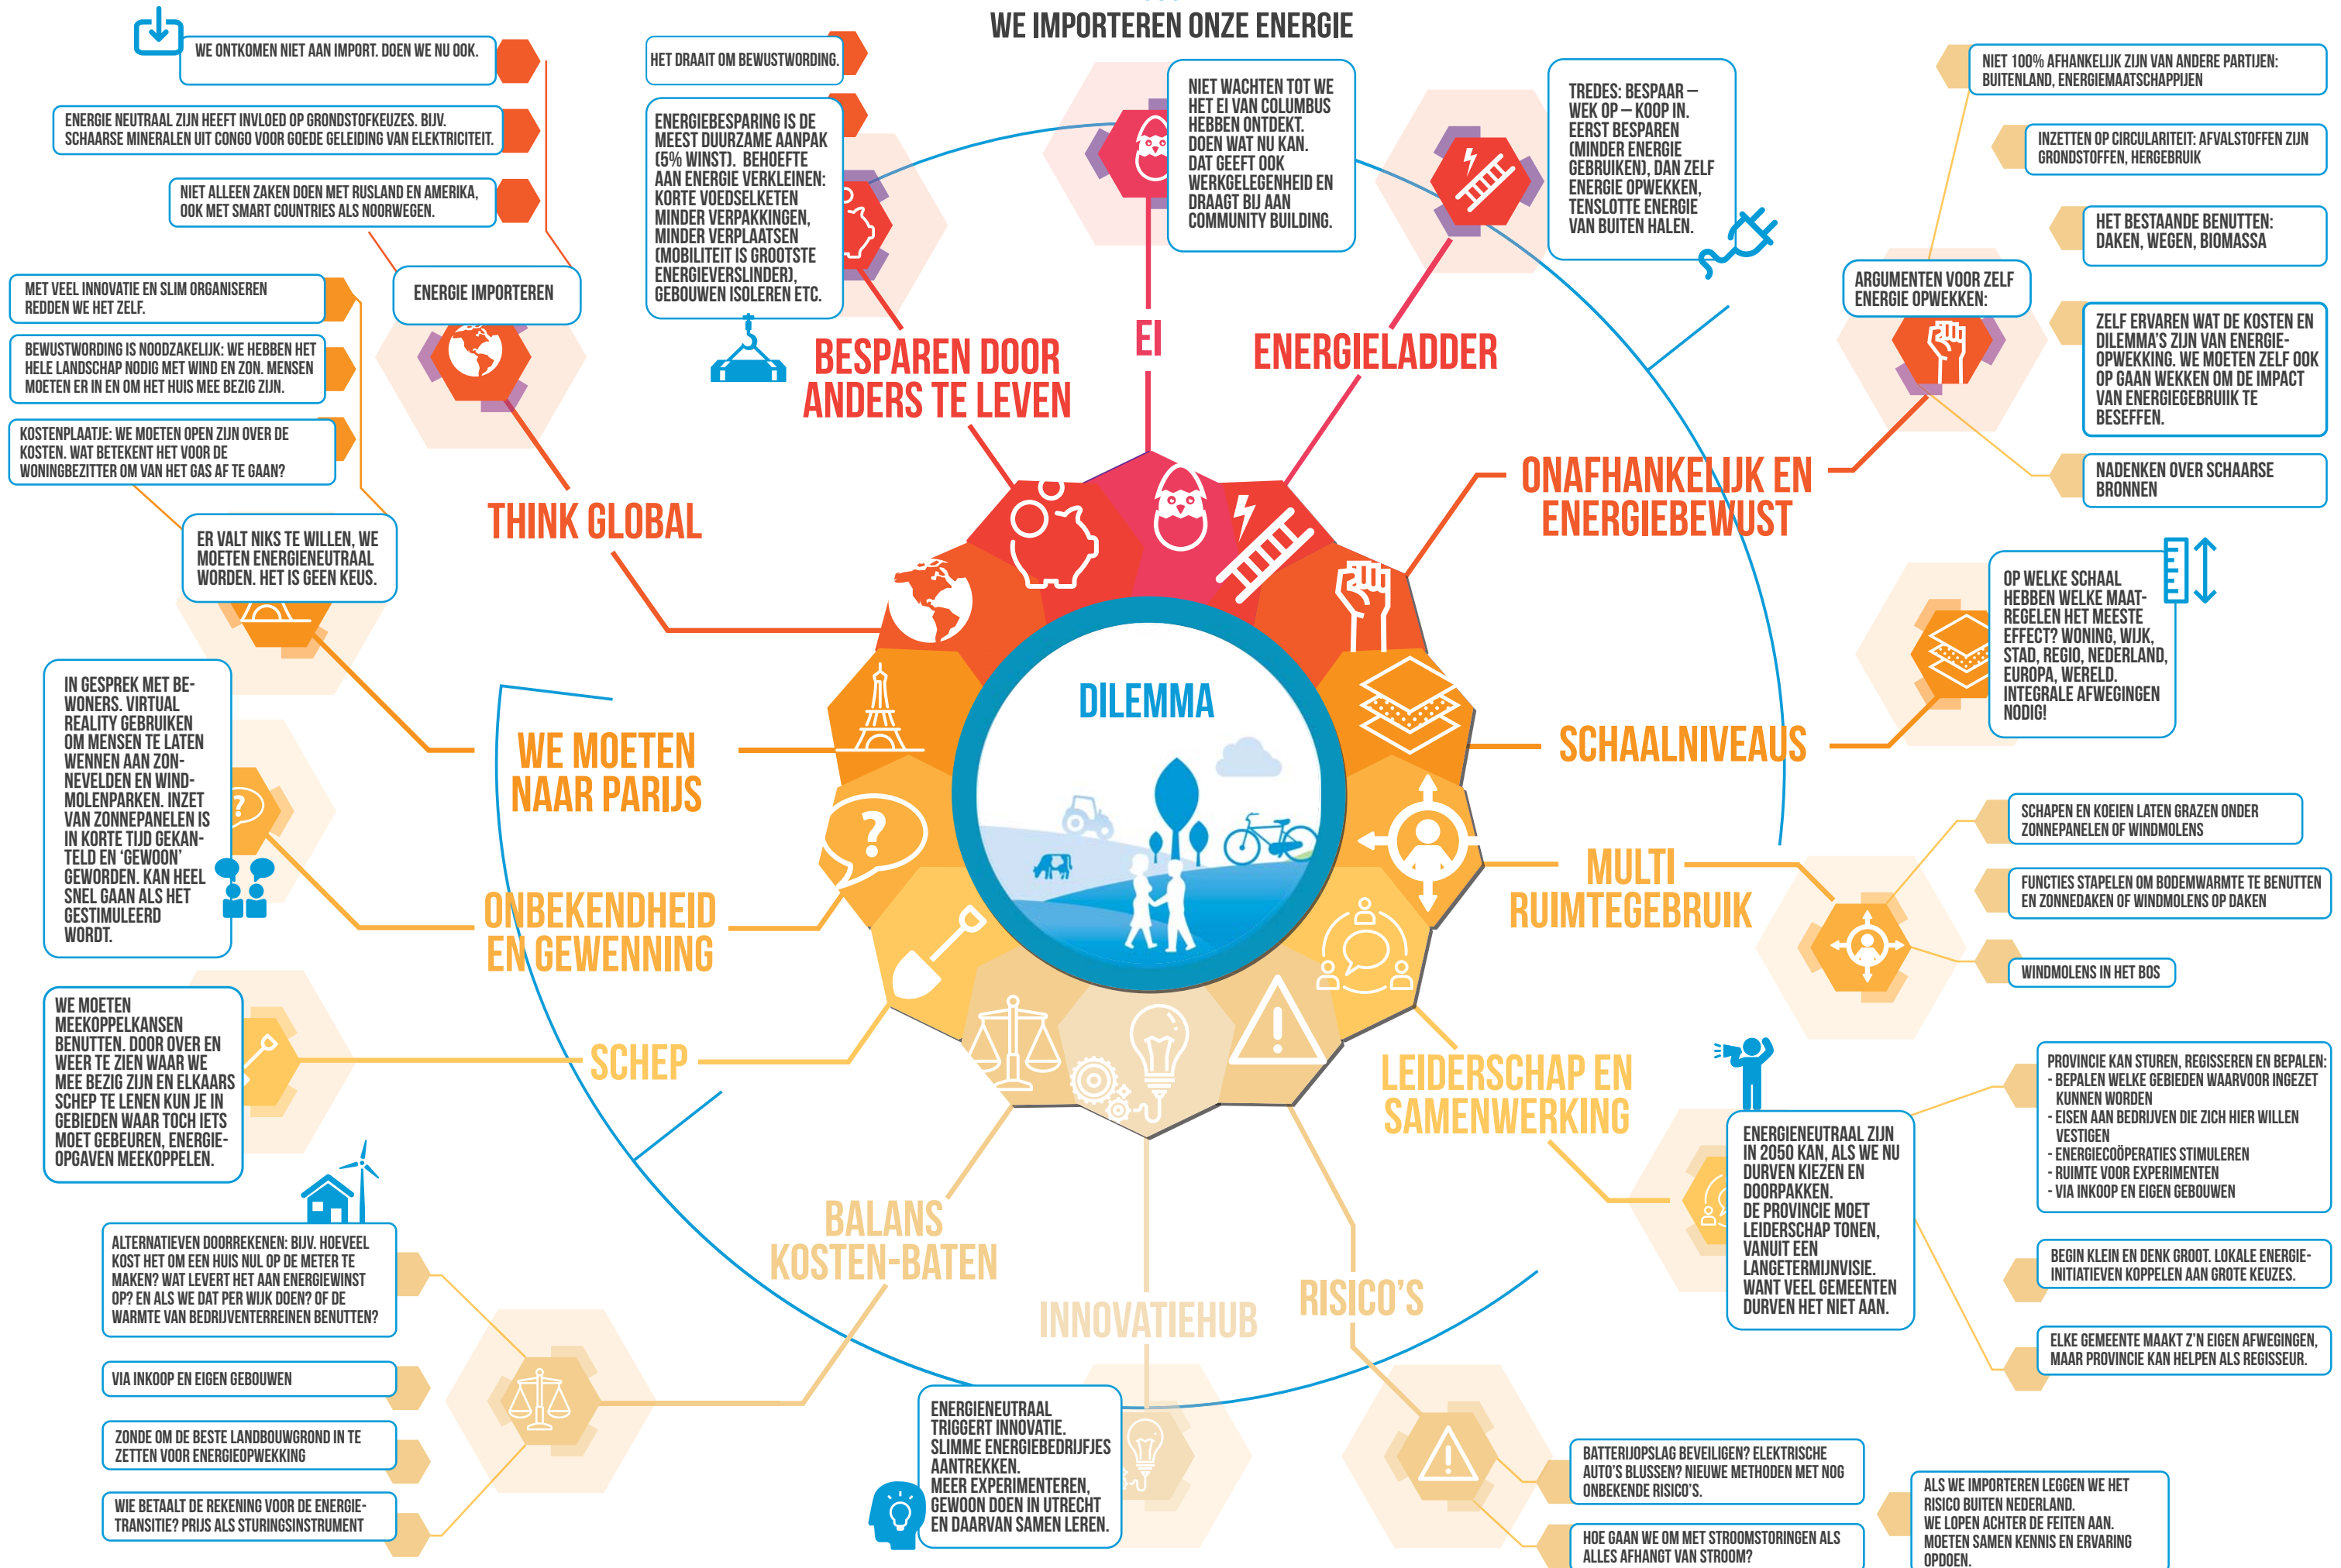 WE IMPORTEREN ONZE ENERGIE
WE ONTKOMEN NIET AAN IMPORT. DOEN WE NU OOK.
ENERGIE NEUTRAAL ZIJN HEEFT INVLOED OP GRONDSTOFKEUZES. BIJV.
SCHAARSE MINERALEN UIT CONGO VOOR GOEDE GELEIDING VAN ELEKTRICITEIT.
NIET ALLEEN ZAKEN DOEN MET RUSLAND EN AMERIKA,
OOK MET SMART COUNTRIES ALS NOORWEGEN.
ENERGIE IMPORTEREN
THINK GLOBAL
HET DRAAIT OM BEWUSTWORDING.
ENERGIEBESPARING IS DE
MEEST DUURZAME AANPAK
(5% WINST). BEHOEFTE
AAN ENERGIE VERKLEINEN:
KORTE VOEDSELKETEN
MINDER VERPAKKINGEN,
MINDER VERPLAATSEN
(MOBILITEIT IS GROOTSTE
ENERGIEVERSLINDER),
GEBOUWEN ISOLEREN ETC.
BESPAREN DOOR
ANDERS TE LEVEN
NIET WACHTEN TOT WE
HET EI VAN COLUMBUS
HEBBEN ONTDEKT.
DOEN WAT NU KAN.
DAT GEEFT OOK
WERKGELEGENHEID EN
DRAAGT BIJ AAN
COMMUNITY BUILDING.
EI
TREDES: BESPAAR –
WEK OP – KOOP IN.
EERST BESPAREN
(MINDER ENERGIE
GEBRUIKEN), DAN ZELF
ENERGIE OPWEKKEN,
TENSLOTTE ENERGIE
VAN BUITEN HALEN.
ENERGIELADDER
NIET 100% AFHANKELIJK ZIJN VAN ANDERE PARTIJEN:
BUITENLAND, ENERGIEMAATSCHAPPIJEN
INZETTEN OP CIRCULARITEIT: AFVALSTOFFEN ZIJN
GRONDSTOFFEN, HERGEBRUIK
HET BESTAANDE BENUTTEN:
DAKEN, WEGEN, BIOMASSA
ARGUMENTEN VOOR ZELF
ENERGIE OPWEKKEN:
ZELF ERVAREN WAT DE KOSTEN EN
DILEMMA'S ZIJN VAN ENERGIE-
OPWEKKING. WE MOETEN ZELF OOK
OP GAAN WEKKEN OM DE IMPACT
VAN ENERGIEGEBRUIIK TE
BESEFFEN.
NADENKEN OVER SCHAARSE
BRONNEN
ONAFHANKELIJK EN
ENERGIEBEWUST
MET VEEL INNOVATIE EN SLIM ORGANISEREN
REDDEN WE HET ZELF.
BEWUSTWORDING IS NOODZAKELIJK: WE HEBBEN HET
HELE LANDSCHAP NODIG MET WIND EN ZON. MENSEN
MOETEN ER IN EN OM HET HUIS MEE BEZIG ZIJN.
KOSTENPLAATJE: WE MOETEN OPEN ZIJN OVER DE
KOSTEN. WAT BETEKENT HET VOOR DE
WONINGBEZITTER OM VAN HET GAS AF TE GAAN?
ER VALT NIKS TE WILLEN, WE
MOETEN ENERGIENEUTRAAL
WORDEN. HET IS GEEN KEUS.
WE MOETEN
NAAR PARIJS
DILEMMA
OP WELKE SCHAAL
HEBBEN WELKE MAAT-
REGELEN HET MEESTE
EFFECT? WONING, WIJK,
STAD, REGIO, NEDERLAND,
EUROPA, WERELD.
INTEGRALE AFWEGINGEN
NODIG!
SCHAALNIVEAUS
IN GESPREK MET BE-
WONERS. VIRTUAL
REALITY GEBRUIKEN
OM MENSEN TE LATEN
WENNEN AAN ZON-
NEVELDEN EN WIND-
MOLENPARKEN. INZET
VAN ZONNEPANELEN IS
IN KORTE TIJD GEKAN-
TELD EN 'GEWOON'
GEWORDEN. KAN HEEL
SNEL GAAN ALS HET
GESTIMULEERD
WORDT.
?
?
ONBEKENDHEID
EN GEWENNING
SCHAPEN EN KOEIEN LATEN GRAZEN ONDER
ZONNEPANELEN OF WINDMOLENS
FUNCTIES STAPELEN OM BODEMWARMTE TE BENUTTEN
EN ZONNEDAKEN OF WINDMOLENS OP DAKEN
WINDMOLENS IN HET BOS
MULTI
RUIMTEGEBRUIK
WE MOETEN
MEEKOPPELKANSEN
BENUTTEN. DOOR OVER EN
WEER TE ZIEN WAAR WE
MEE BEZIG ZIJN EN ELKAARS
SCHEP TE LENEN KUN JE IN
GEBIEDEN WAAR TOCH IETS
MOET GEBEUREN, ENERGIE-
OPGAVEN MEEKOPPELEN.
SCHEP
LEIDERSCHAP EN
SAMENWERKING
ENERGIENEUTRAAL ZIJN
IN 2050 KAN, ALS WE NU
DURVEN KIEZEN EN
DOORPAKKEN.
DE PROVINCIE MOET
LEIDERSCHAP TONEN,
VANUIT EEN
LANGETERMIJNVISIE.
WANT VEEL GEMEENTEN
DURVEN HET NIET AAN.
PROVINCIE KAN STUREN, REGISSEREN EN BEPALEN:
- BEPALEN WELKE GEBIEDEN WAARVOOR INGEZET
KUNNEN WORDEN
- EISEN AAN BEDRIJVEN DIE ZICH HIER WILLEN
VESTIGEN
- ENERGIECOÖPERATIES STIMULEREN
- RUIMTE VOOR EXPERIMENTEN
- VIA INKOOP EN EIGEN GEBOUWEN
BEGIN KLEIN EN DENK GROOT. LOKALE ENERGIE-
INITIATIEVEN KOPPELEN AAN GROTE KEUZES.
ELKE GEMEENTE MAAKT Z'N EIGEN AFWEGINGEN,
MAAR PROVINCIE KAN HELPEN ALS REGISSEUR.
ALTERNATIEVEN DOORREKENEN: BIJV. HOEVEEL
KOST HET OM EEN HUIS NUL OP DE METER TE
MAKEN? WAT LEVERT HET AAN ENERGIEWINST
OP? EN ALS WE DAT PER WIJK DOEN? OF DE
WARMTE VAN BEDRIJVENTERREINEN BENUTTEN?
VIA INKOOP EN EIGEN GEBOUWEN
ZONDE OM DE BESTE LANDBOUWGROND IN TE
ZETTEN VOOR ENERGIEOPWEKKING
WIE BETAALT DE REKENING VOOR DE ENERGIE-
TRANSITIE? PRIJS ALS STURINGSINSTRUMENT
BALANS
KOSTEN-BATEN
INNOVATIEHUB
ENERGIENEUTRAAL
TRIGGERT INNOVATIE.
SLIMME ENERGIEBEDRIJFJES
AANTREKKEN.
MEER EXPERIMENTEREN,
GEWOON DOEN IN UTRECHT
EN DAARVAN SAMEN LEREN.
RISICO'S
BATTERIJOPSLAG BEVEILIGEN? ELEKTRISCHE
AUTO'S BLUSSEN? NIEUWE METHODEN MET NOG
ONBEKENDE RISICO'S.
HOE GAAN WE OM MET STROOMSTORINGEN ALS
ALLES AFHANGT VAN STROOM?
ALS WE IMPORTEREN LEGGEN WE HET
RISICO BUITEN NEDERLAND.
WE LOPEN ACHTER DE FEITEN AAN.
MOETEN SAMEN KENNIS EN ERVARING
OPDOEN.